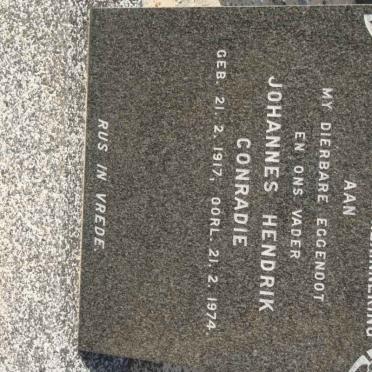 AAN
MY DIERBARE EGGENOOT
EN ONS VADER
JOHANNES HENDRIK
CONRADIE
GEB. 21. 2. 1917, OORL. 21. 2. 1974.
RUS IN VREDE.